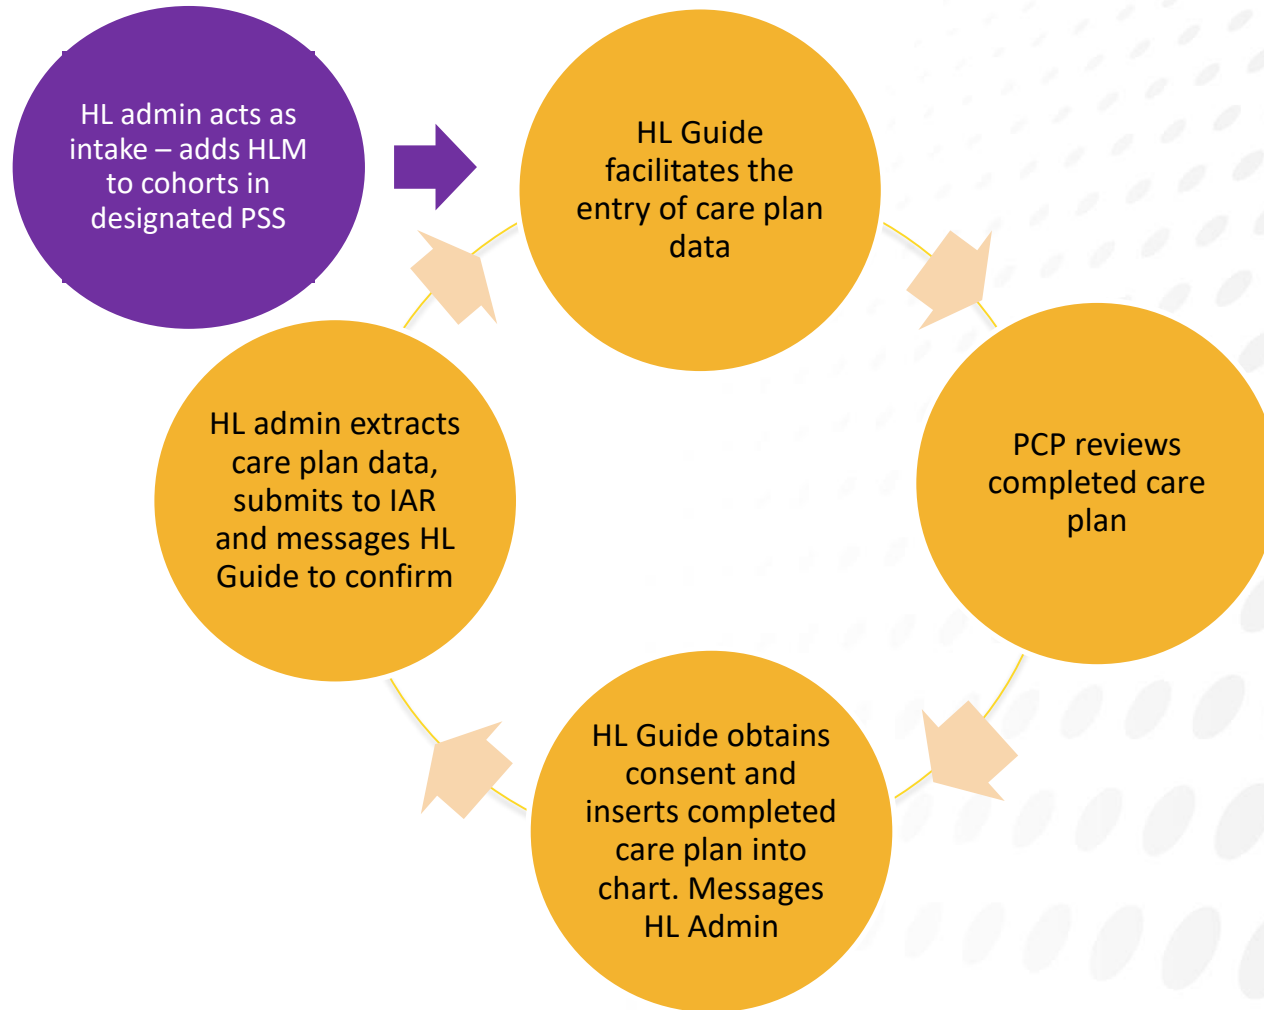 HL admin acts as
intake – adds HLM
to cohorts in
designated PSS
HL Guide
facilitates the
entry of care plan
data
PCP reviews
completed care
plan
HL Guide obtains
consent and
inserts completed
care plan into
chart. Messages
HL Admin
HL admin extracts
care plan data,
submits to IAR
and messages HL
Guide to confirm